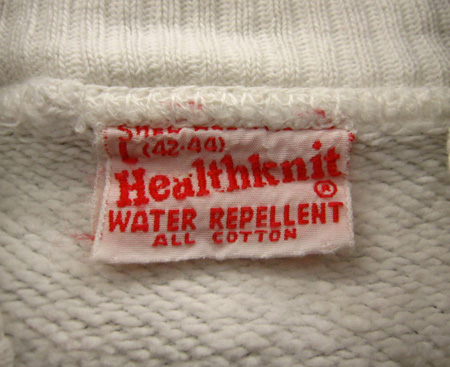 L (42-44)
Healthknit ®
WATER REPELLENT
ALL COTTON